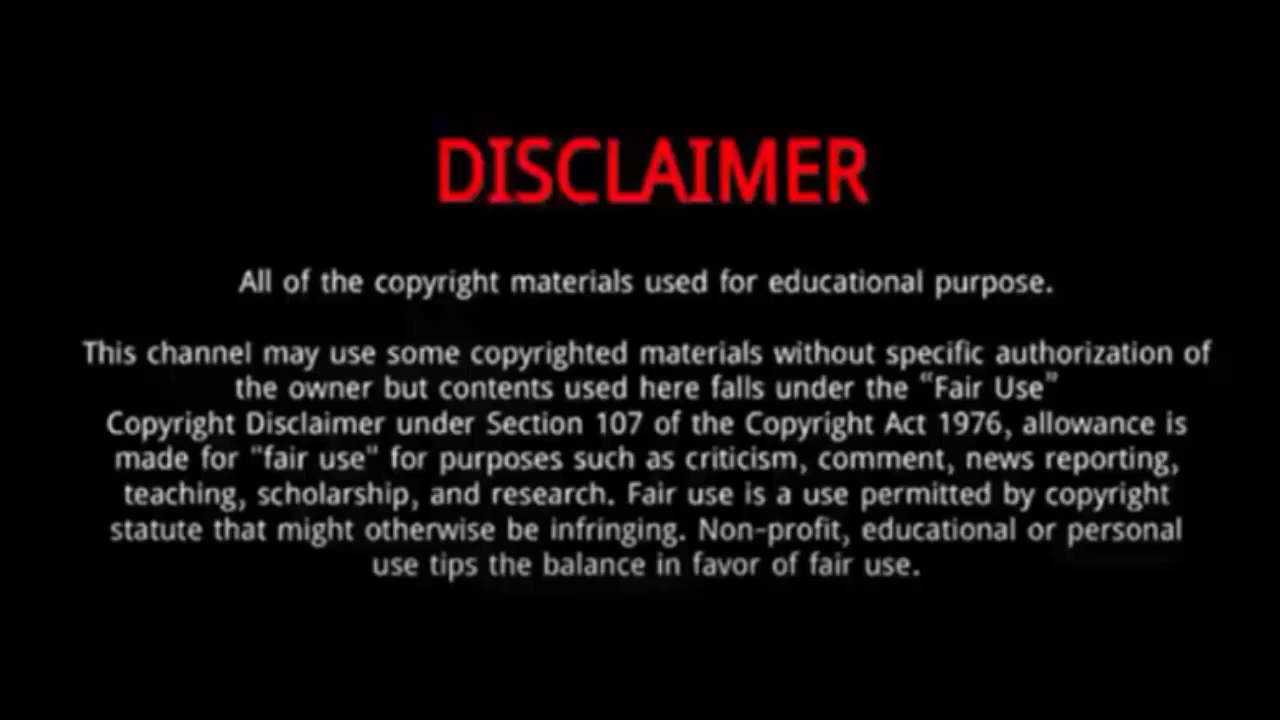 DISCLAIMER
All of the copyright materials used for educational purpose.
This channel may use some copyrighted materials without specific authorization of
the owner but contents used here falls under the “Fair Use”
Copyright Disclaimer under Section 107 of the Copyright Act 1976, allowance is
made for "fair use" for purposes such as criticism, comment, news reporting,
teaching, scholarship, and research. Fair use is a use permitted by copyright
statute that might otherwise be infringing. Non-profit, educational or personal
use tips the balance in favor of fair use.